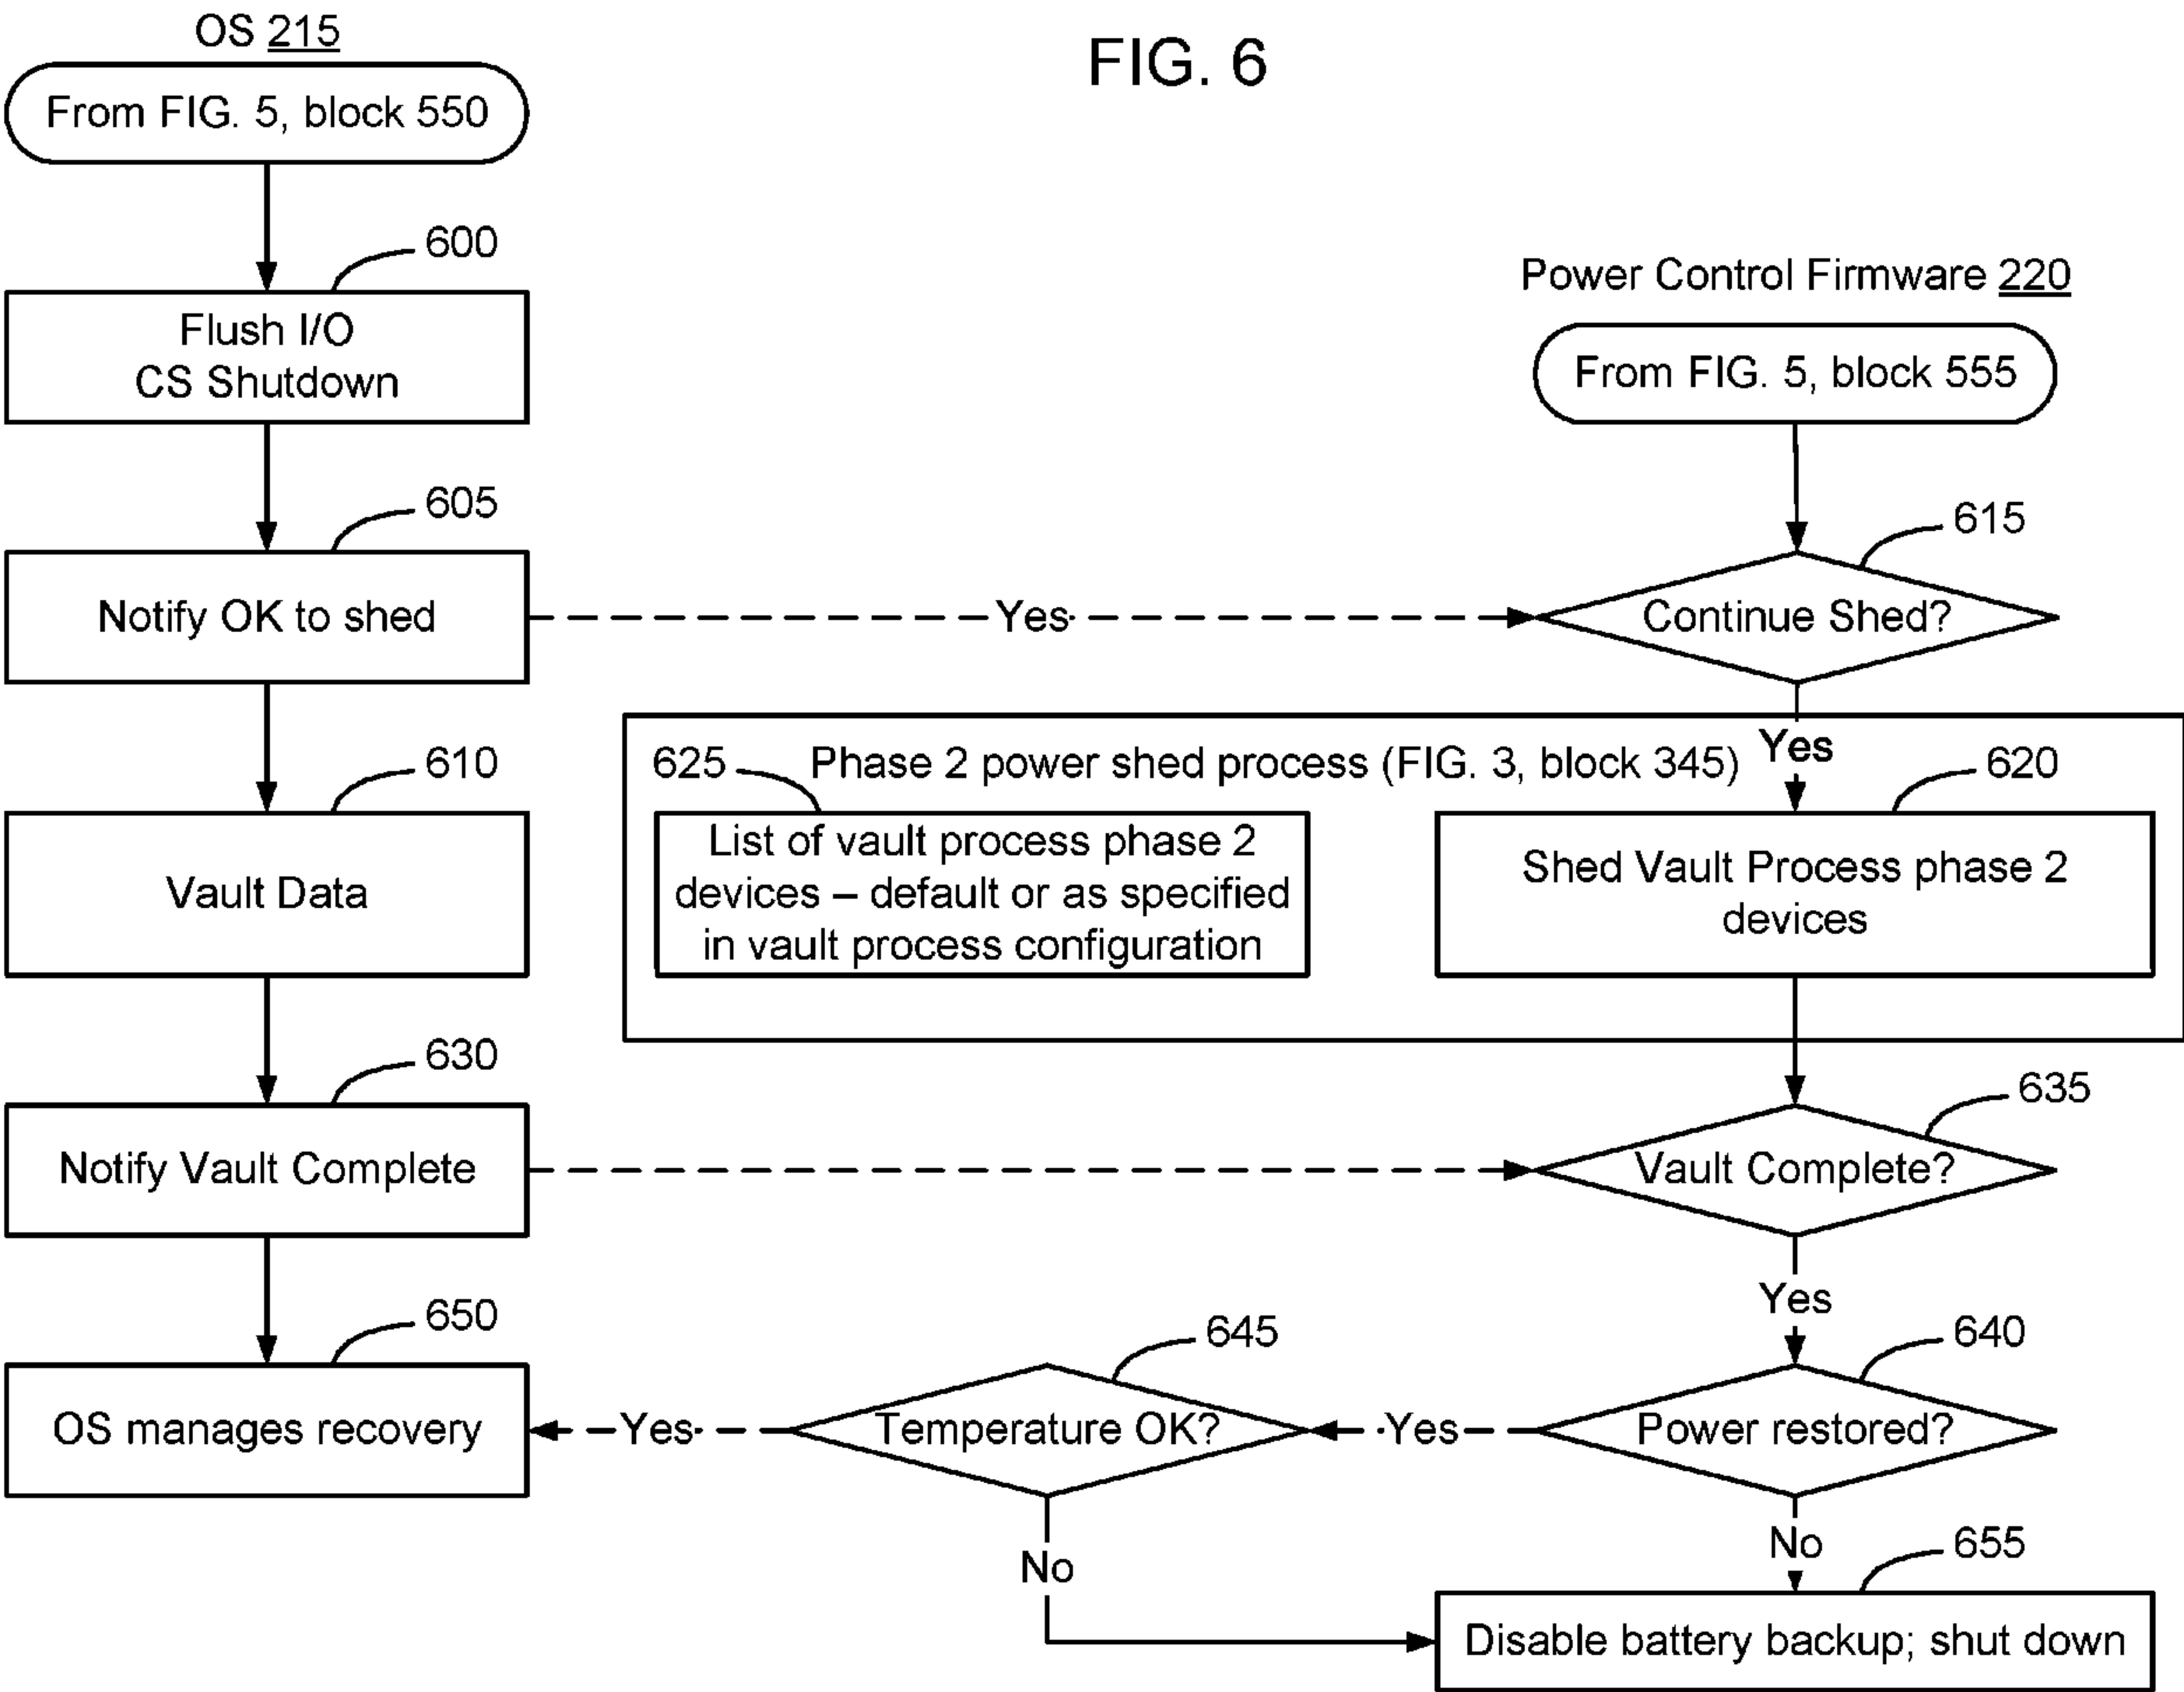 OS 215
FIG. 6
From FIG. 5, block 550
600
Flush I/O
CS Shutdown
Power Control Firmware 220
From FIG. 5, block 555
605
Notify OK to shed
Yes
615
Continue Shed?
610
Vault Data
625
Phase 2 power shed process (FIG. 3, block 345)
Yes
620
List of vault process phase 2
devices – default or as specified
in vault process configuration
Shed Vault Process phase 2
devices
630
Notify Vault Complete
635
Vault Complete?
Yes
650
OS manages recovery
Yes
645
Temperature OK?
Yes
640
Power restored?
No
No
655
Disable battery backup; shut down